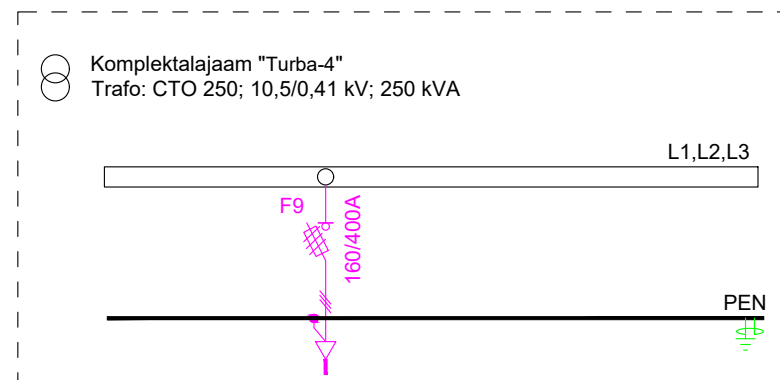 Komplektalajaam "Turba-4"
Trafo: CTO 250; 10,5/0,41 kV; 250 kVA
L1,L2,L3
F9
160/400A
PEN